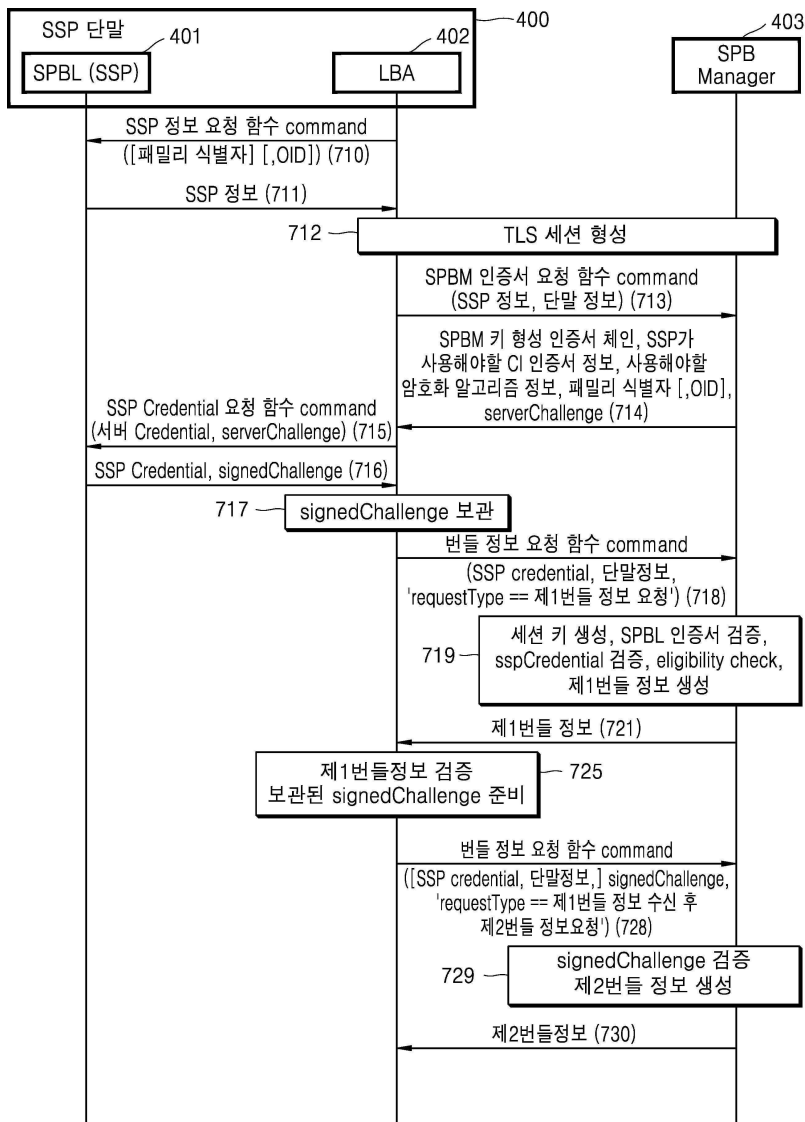 SSP 단말
400
401
402
403
SPBL (SSP)
LBA
SPB
Manager
SSP 정보 요청 함수 command
([패밀리 식별자] [,OID]) (710)
SSP 정보 (711)
712
TLS 세션 형성
SPBM 인증서 요청 함수 command
(SSP 정보, 단말 정보) (713)
SPBM 키 형성 인증서 체인, SSP가
사용해야할 CI 인증서 정보, 사용해야할
암호화 알고리즘 정보, 패밀리 식별자 [,OID],
serverChallenge (714)
SSP Credential 요청 함수 command
(서버 Credential, serverChallenge) (715)
SSP Credential, signedChallenge (716)
717
signedChallenge 보관
번들 정보 요청 함수 command
(SSP credential, 단말정보,
'requestType == 제1번들 정보 요청') (718)
719
세션 키 생성, SPBL 인증서 검증,
sspCredential 검증, eligibility check,
제1번들 정보 생성
제1번들 정보 (721)
제1번들정보 검증
보관된 signedChallenge 준비
725
번들 정보 요청 함수 command
([SSP credential, 단말정보,] signedChallenge,
'requestType == 제1번들 정보 수신 후
제2번들 정보요청') (728)
729
signedChallenge 검증
제2번들 정보 생성
제2번들정보 (730)